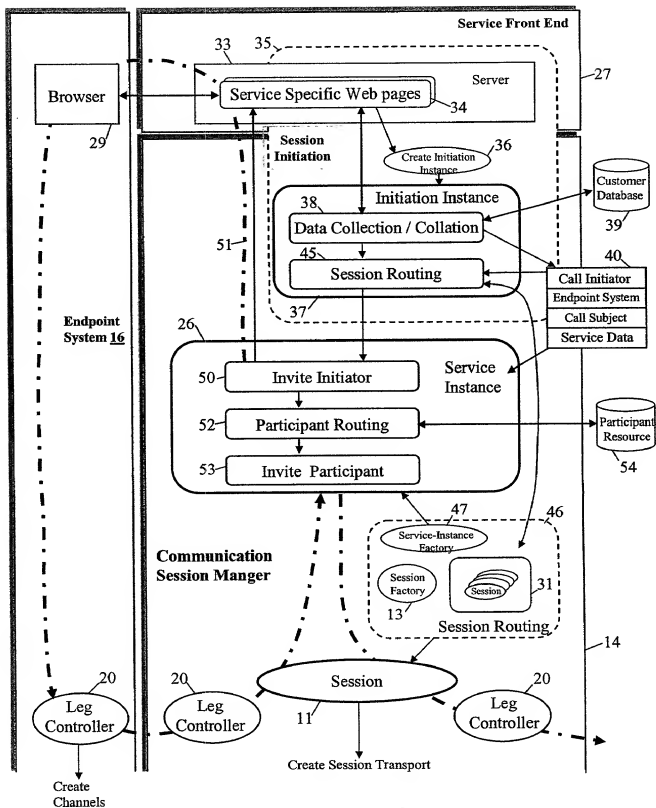 Service Front End
33
35
Server
27
Browser
Service Specific Web pages
34
29
Session
Initiation
36
Create Initiation
Instance
Customer
Database
39
Initiation Instance
38
Data Collection / Collation
51
45
Session Routing
40
Call Initiator
Endpoint System
Call Subject
Service Data
37
Endpoint
System 16
26
Service
Instance
50
Invite Initiator
52
Participant Routing
Participant
Resource
54
53
Invite Participant
47
46
Service-Instance
Factory
Communication
Session Manger
Session
Factory
13
Session
31
Session Routing
14
20
Leg
Controller
20
Leg
Controller
Session
11
20
Leg
Controller
Create
Channels
Create Session Transport